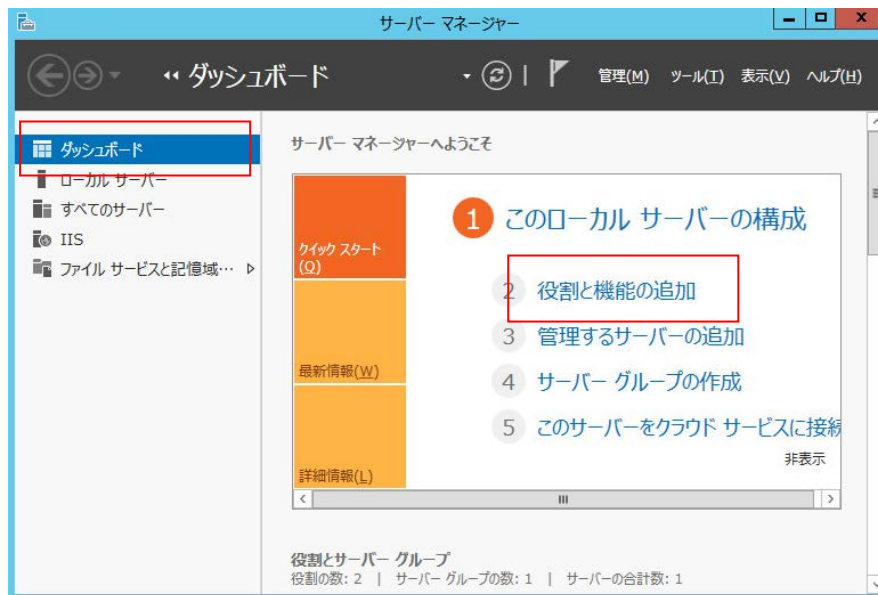 サーバー マネージャー
‹‹ ダッシュボード
管理(M) ツール(T) 表示(V) ヘルプ(H)
ダッシュボード
ローカル サーバー
すべてのサーバー
IIS
ファイル サービスと記憶域…
サーバー マネージャーへようこそ
クイック スタート
(Q)
最新情報(W)
詳細情報(L)
1 このローカル サーバーの構成
2 役割と機能の追加
3 管理するサーバーの追加
4 サーバー グループの作成
5 このサーバーをクラウド サービスに接続
非表示
役割とサーバー グループ
役割の数: 2 | サーバー グループの数: 1 | サーバーの合計数: 1